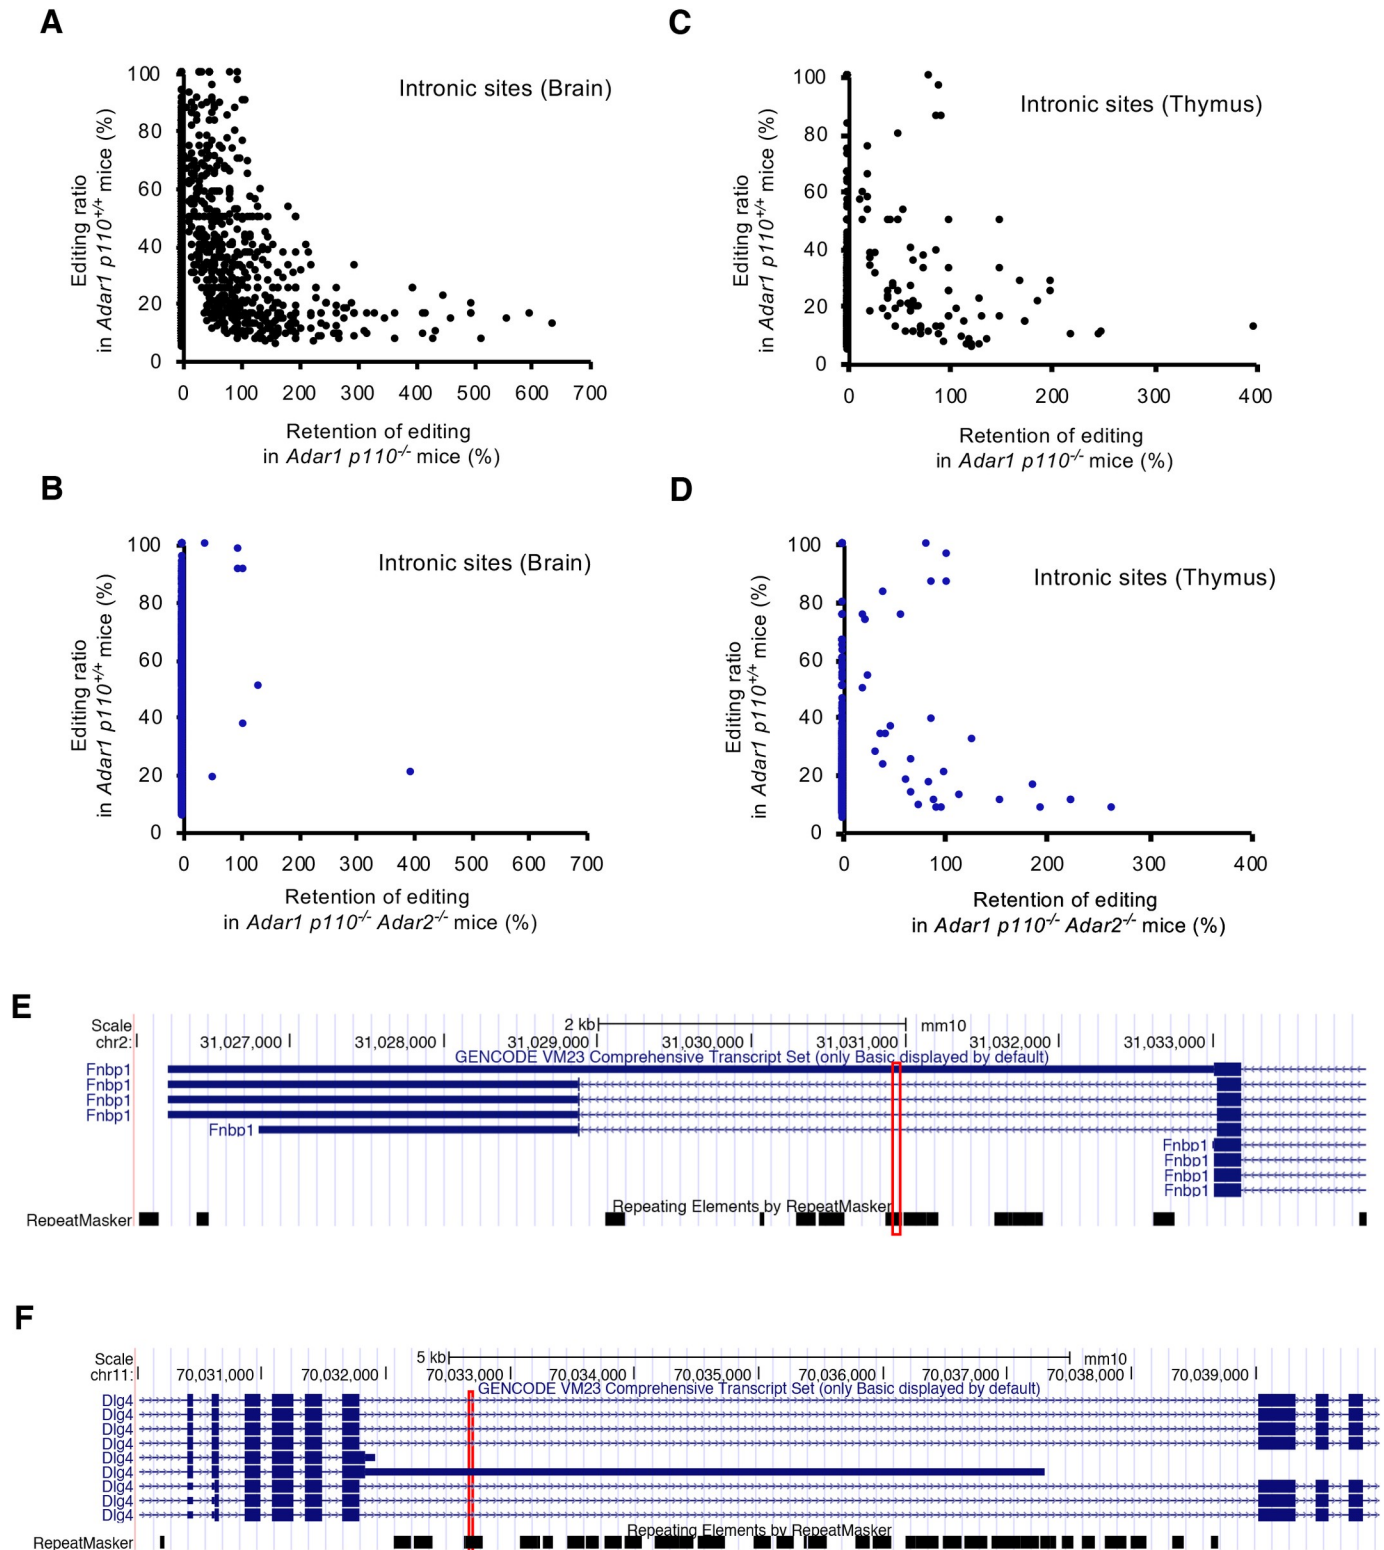 A
Intronic sites (Brain)
Editing ratio
in Adar1 p110+/+ mice (%)
100
80
60
40
20
0
0 100 200 300 400 500 600 700
Retention of editing
in Adar1 p110-/- mice (%)
C
Intronic sites (Thymus)
Editing ratio
in Adar1 p110+/+ mice (%)
100
80
60
40
20
0
0 100 200 300 400
Retention of editing
in Adar1 p110-/- mice (%)
B
Intronic sites (Brain)
Editing ratio
in Adar1 p110+/+ mice (%)
100
80
60
40
20
0
0 100 200 300 400 500 600 700
Retention of editing
in Adar1 p110-/- Adar2-/- mice (%)
D
Intronic sites (Thymus)
Editing ratio
in Adar1 p110+/+ mice (%)
100
80
60
40
20
0
0 100 200 300 400
Retention of editing
in Adar1 p110-/- Adar2-/- mice (%)
E
Scale 2 kb mm10
chr2: 31,027,000 31,028,000 31,029,000 31,030,000 31,031,000 31,032,000 31,033,000
GENCODE VM23 Comprehensive Transcript Set (only Basic displayed by default)
Fnbp1
Fnbp1
Fnbp1
Fnbp1
Fnbp1
Fnbp1
Fnbp1
Fnbp1
Fnbp1
Repeating Elements by RepeatMasker
RepeatMasker
F
Scale 5 kb mm10
chr11: 70,031,000 70,032,000 70,033,000 70,034,000 70,035,000 70,036,000 70,037,000 70,038,000 70,039,000
GENCODE VM23 Comprehensive Transcript Set (only Basic displayed by default)
Dlg4
Dlg4
Dlg4
Dlg4
Dlg4
Dlg4
Dlg4
Dlg4
Dlg4
Repeating Elements by RepeatMasker
RepeatMasker